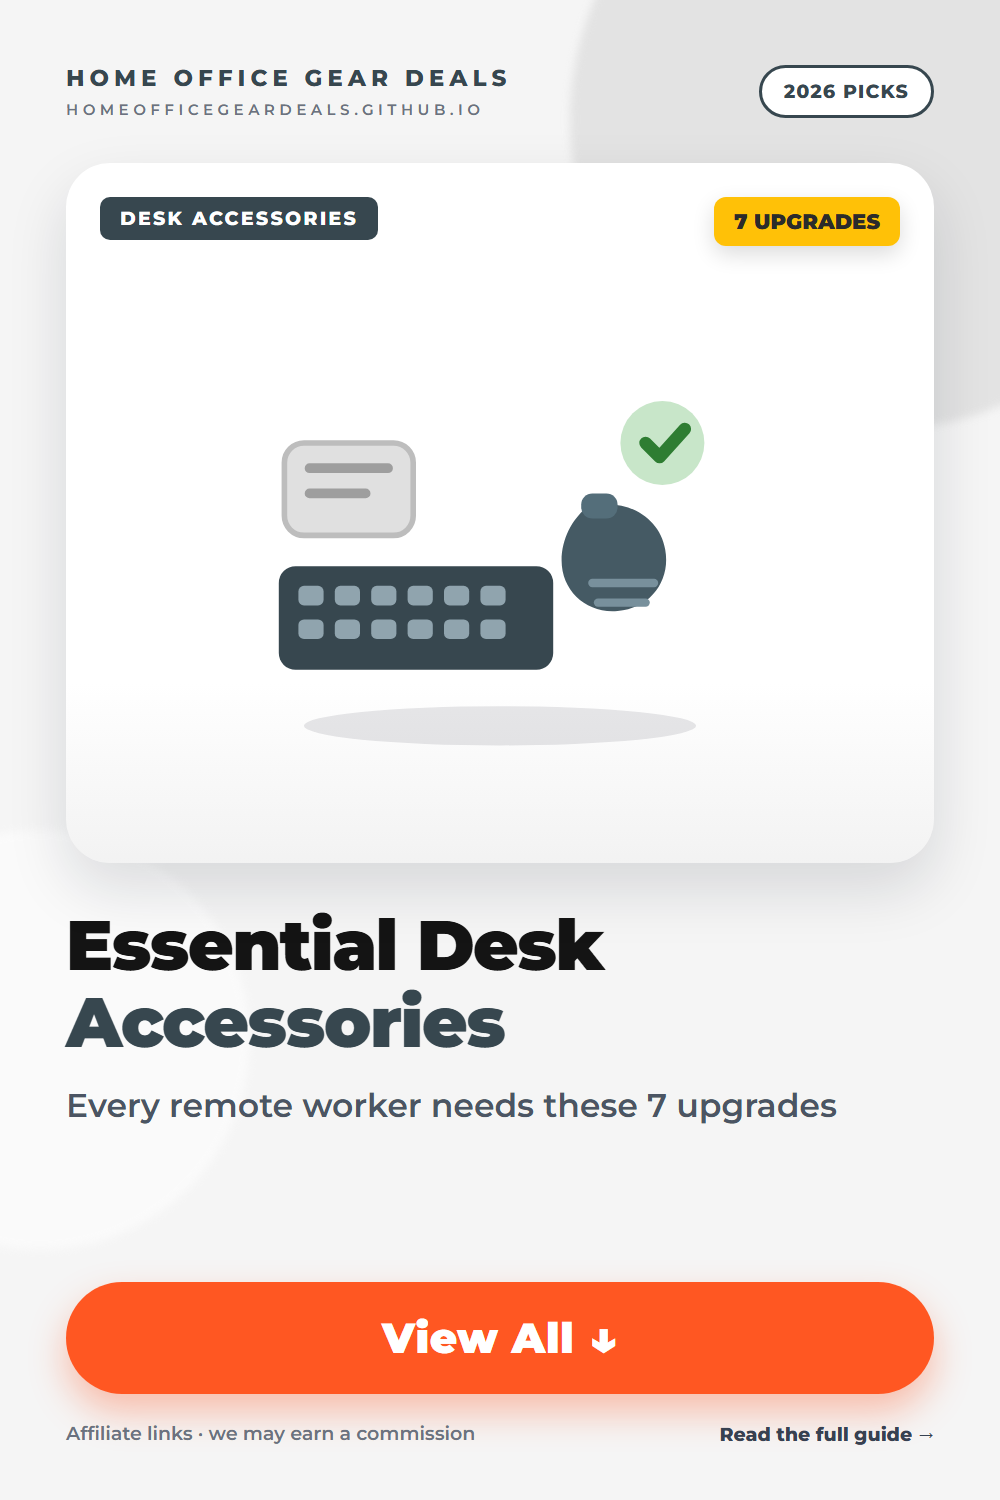 HOME OFFICE GEAR DEALS
HOMEOFFICEGEARDEALS.GITHUB.IO
2026 PICKS
DESK ACCESSORIES
7 UPGRADES
Essential Desk
Accessories
Every remote worker needs these 7 upgrades
View All ↓
Affiliate links · we may earn a commission
Read the full guide →